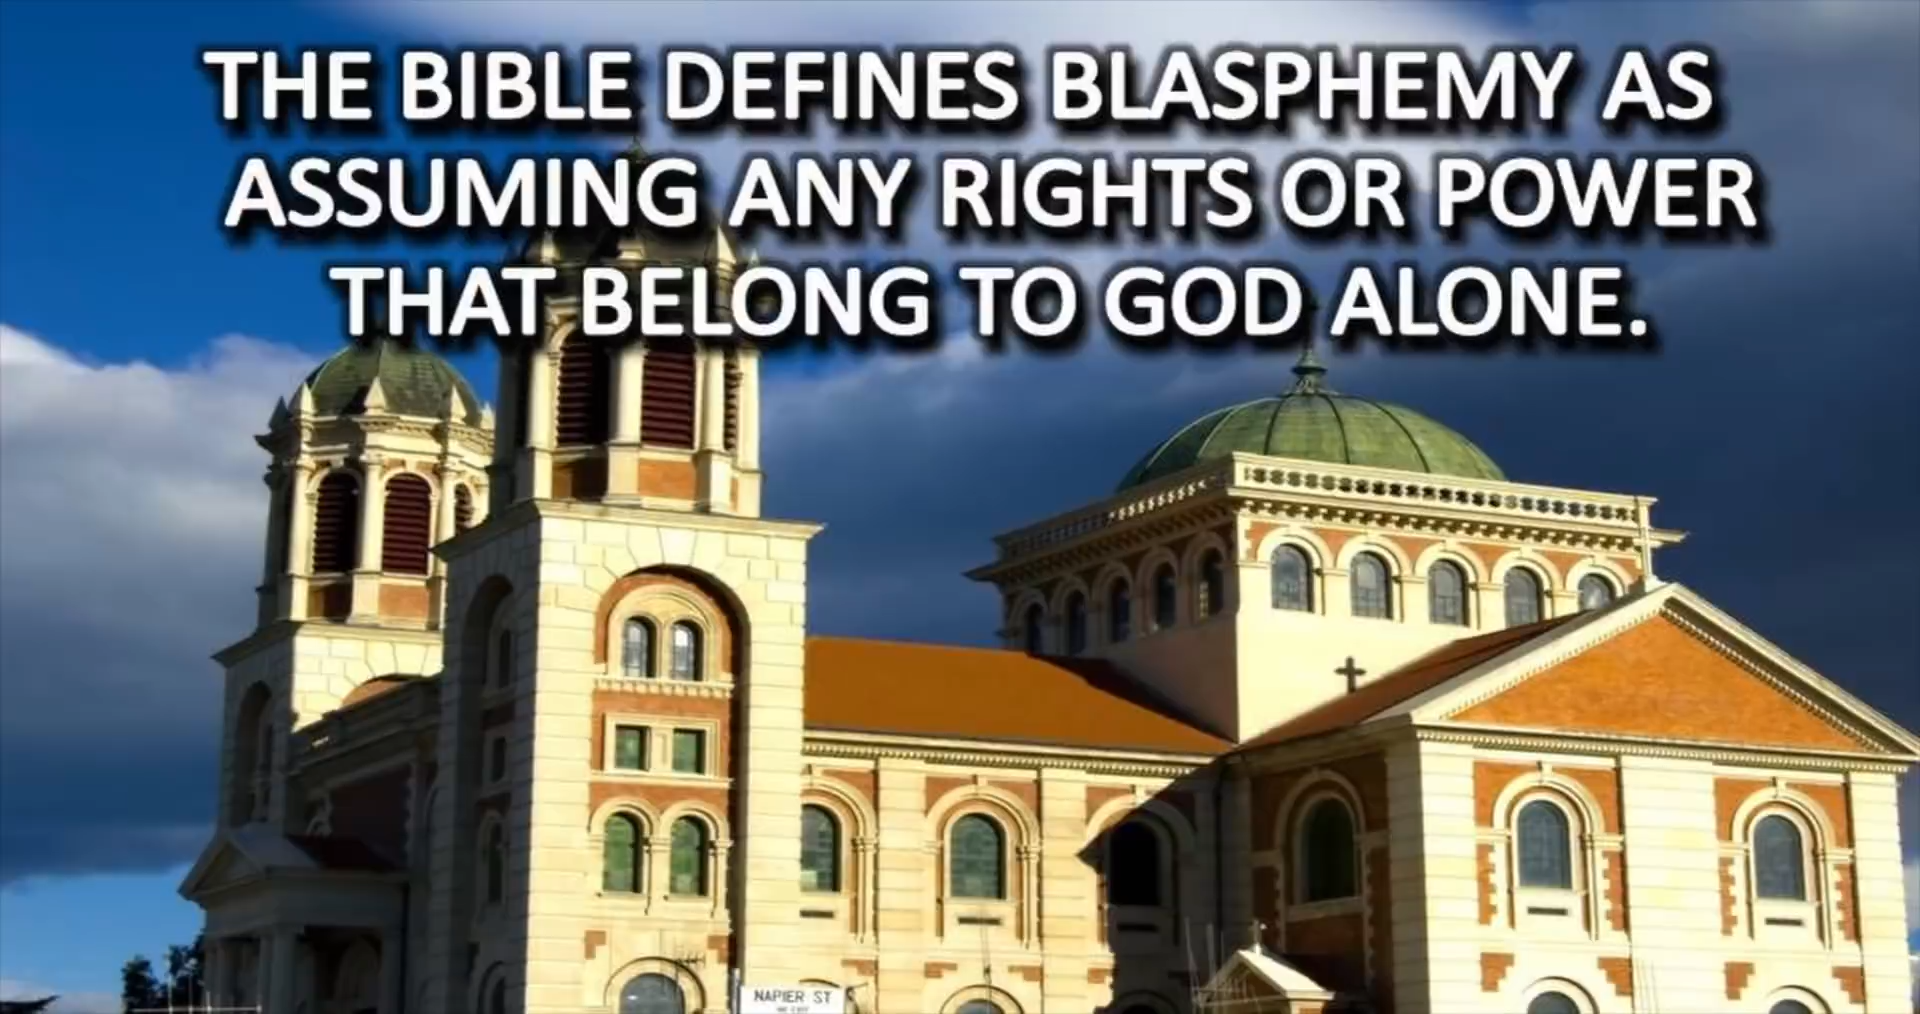 THE BIBLE DEFINES BLASPHEMY AS
ASSUMING ANY RIGHTS OR POWER
THAT BELONG TO GOD ALONE.
NAPIER ST